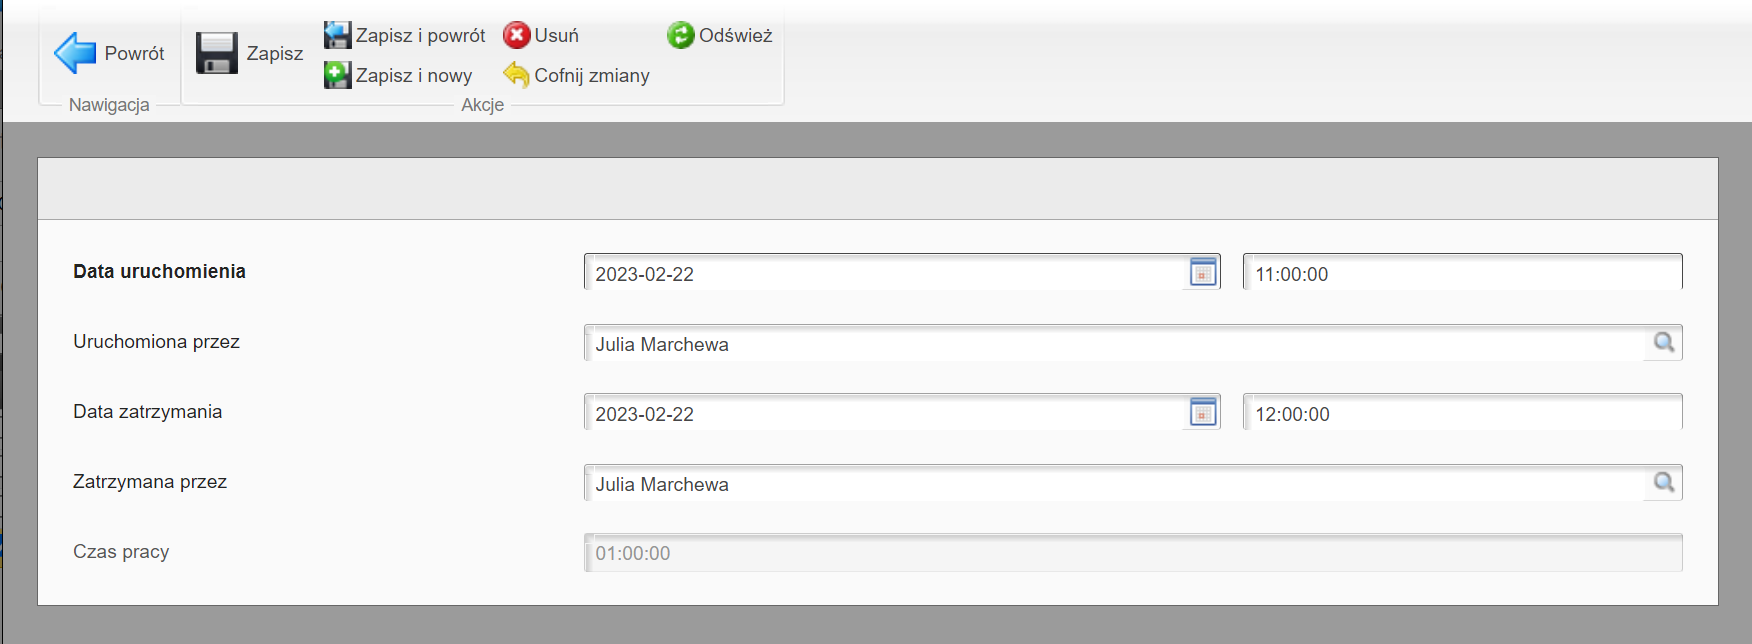 Powrót
Zapisz
Zapisz i powrót
Usuń
Odśwież
Zapisz i nowy
Cofnij zmiany
Nawigacja
Akcje
Data uruchomienia 2023-02-22 11:00:00
Uruchomiona przez Julia Marchewa
Data zatrzymania 2023-02-22 12:00:00
Zatrzymana przez Julia Marchewa
Czas pracy 01:00:00